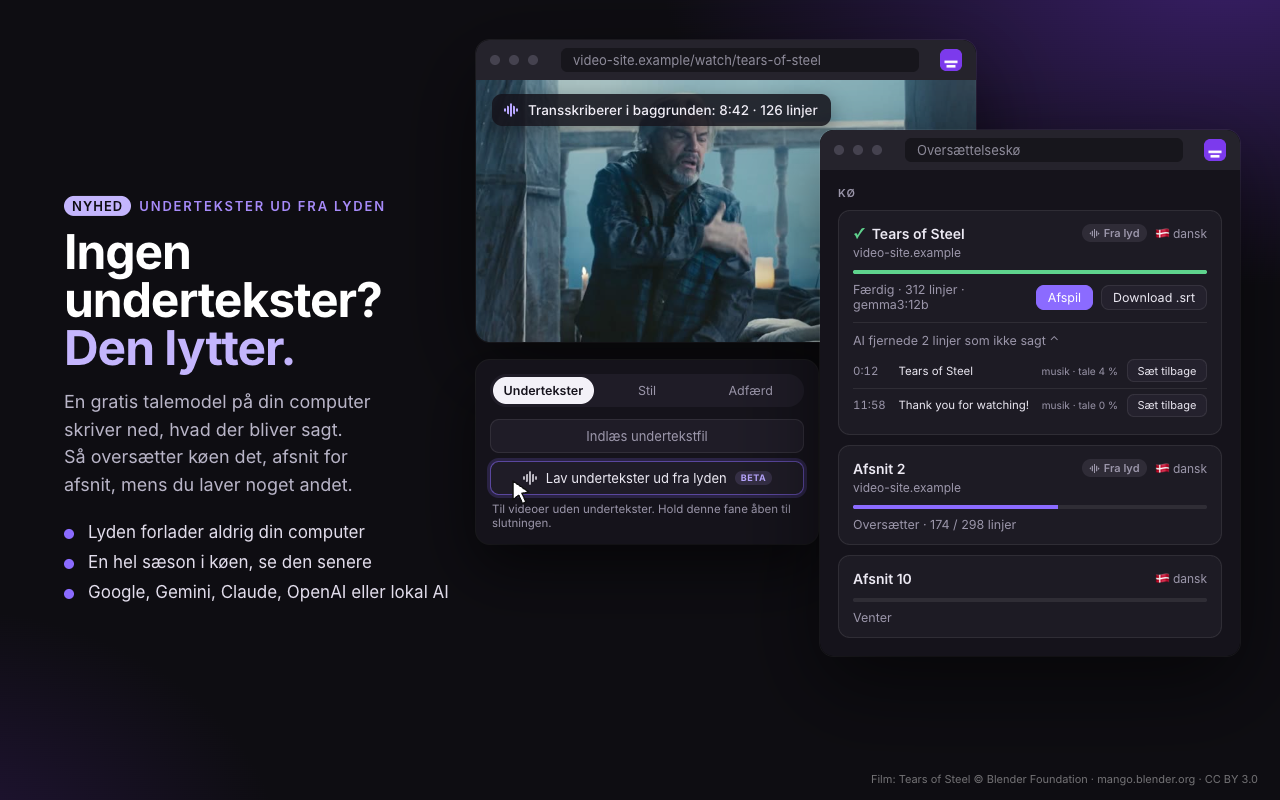 NYHED UNDERTEKSTER UD FRA LYDEN
Ingen
undertekster?
Den lytter.
En gratis talemodel på din computer
skriver ned, hvad der bliver sagt.
Så oversætter køen det, afsnit for
afsnit, mens du laver noget andet.
Lyden forlader aldrig din computer
En hel sæson i køen, se den senere
Google, Gemini, Claude, OpenAI eller lokal AI
video-site.example/watch/tears-of-steel
Transskriberer i baggrunden: 8:42 · 126 linjer
Undertekster Stil Adfærd
Indlæs undertekstfil
Lav undertekster ud fra lyden BETA
Til videoer uden undertekster. Hold denne fane åben til
slutningen.
Oversættelseskø
KØ
✓ Tears of Steel Fra lyd dansk
video-site.example
Færdig · 312 linjer ·
gemma3:12b
Afspil Download .srt
AI fjernede 2 linjer som ikke sagt ^
0:12 Tears of Steel musik · tale 4 % Sæt tilbage
11:58 Thank you for watching! musik · tale 0 % Sæt tilbage
Afsnit 2 Fra lyd dansk
video-site.example
Oversætter · 174 / 298 linjer
Afsnit 10 dansk
Venter
Film: Tears of Steel © Blender Foundation · mango.blender.org · CC BY 3.0